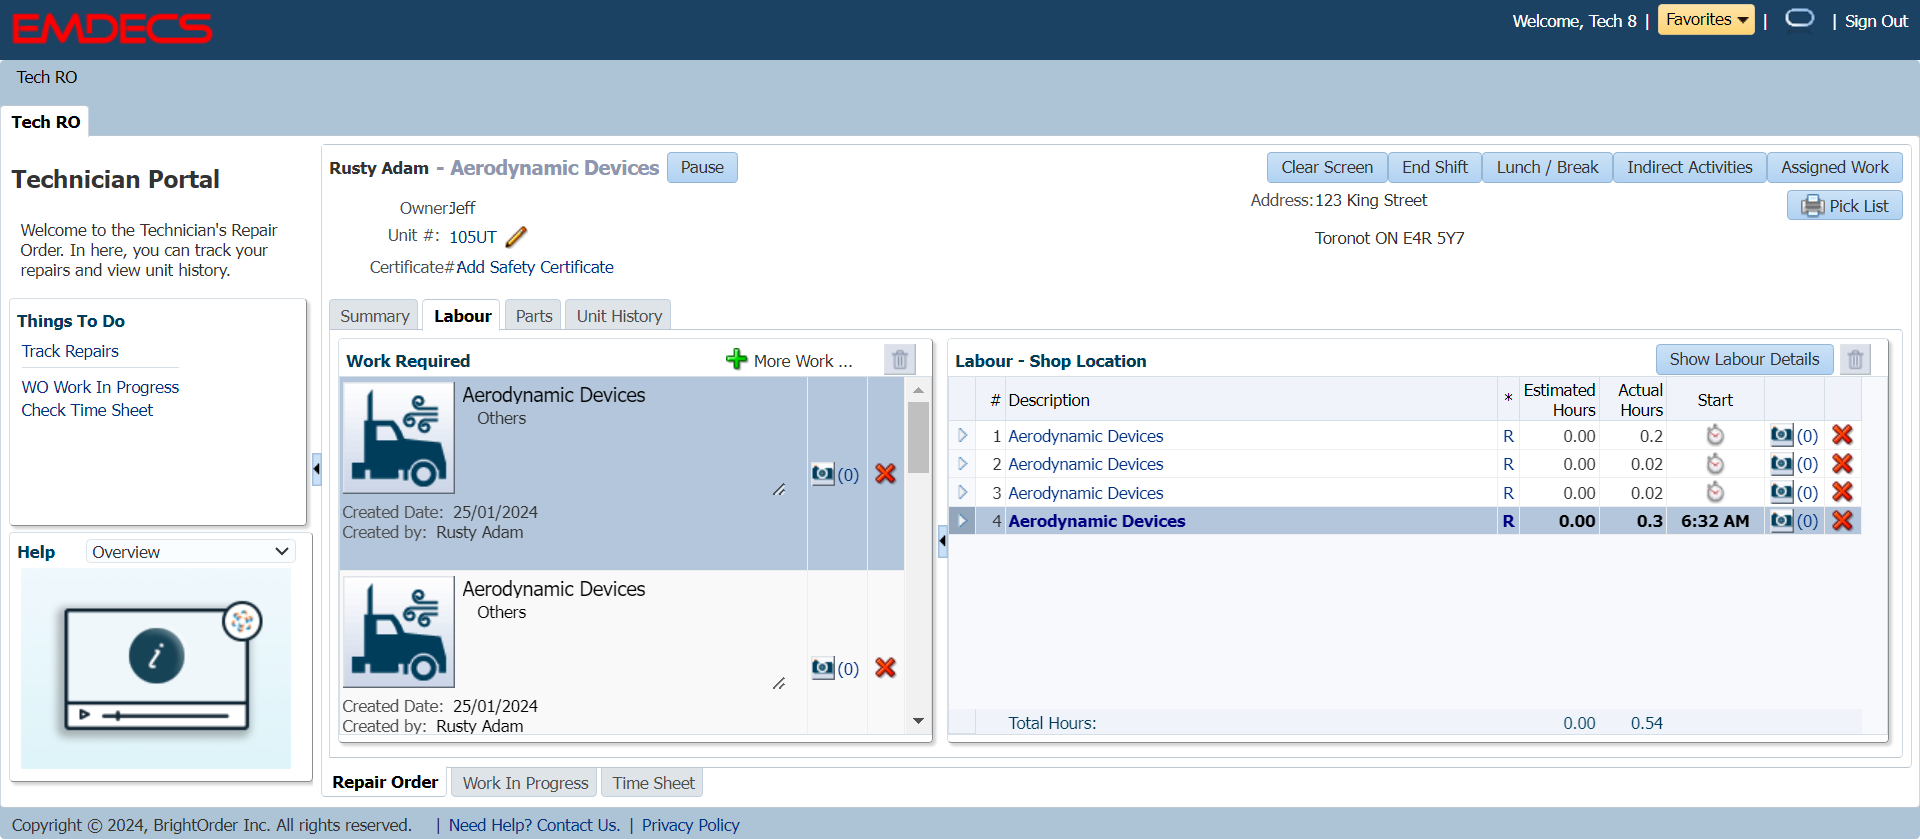 EMDECS
Welcome, Tech 8 | Favorites | | Sign Out
Tech RO
Tech RO
Technician Portal
Welcome to the Technician's Repair
Order. In here, you can track your
repairs and view unit history.
Things To Do
Track Repairs
WO Work In Progress
Check Time Sheet
Help Overview
i
Rusty Adam - Aerodynamic Devices Pause
Clear Screen End Shift Lunch / Break Indirect Activities Assigned Work
Owner: Jeff
Address: 123 King Street
Pick List
Unit #: 105UT
Toronot ON E4R 5Y7
Certificate#: Add Safety Certificate
Summary Labour Parts Unit History
Work Required More Work ...
Aerodynamic Devices
Others
(0)
Created Date: 25/01/2024
Created by: Rusty Adam
Aerodynamic Devices
Others
(0)
Created Date: 25/01/2024
Created by: Rusty Adam
Labour - Shop Location Show Labour Details
# Description * Estimated Hours Actual Hours Start
1 Aerodynamic Devices R 0.00 0.2 (0)
2 Aerodynamic Devices R 0.00 0.02 (0)
3 Aerodynamic Devices R 0.00 0.02 (0)
4 Aerodynamic Devices R 0.00 0.3 6:32 AM (0)
Total Hours: 0.00 0.54
Repair Order Work In Progress Time Sheet
Copyright © 2024, BrightOrder Inc. All rights reserved. | Need Help? Contact Us. | Privacy Policy